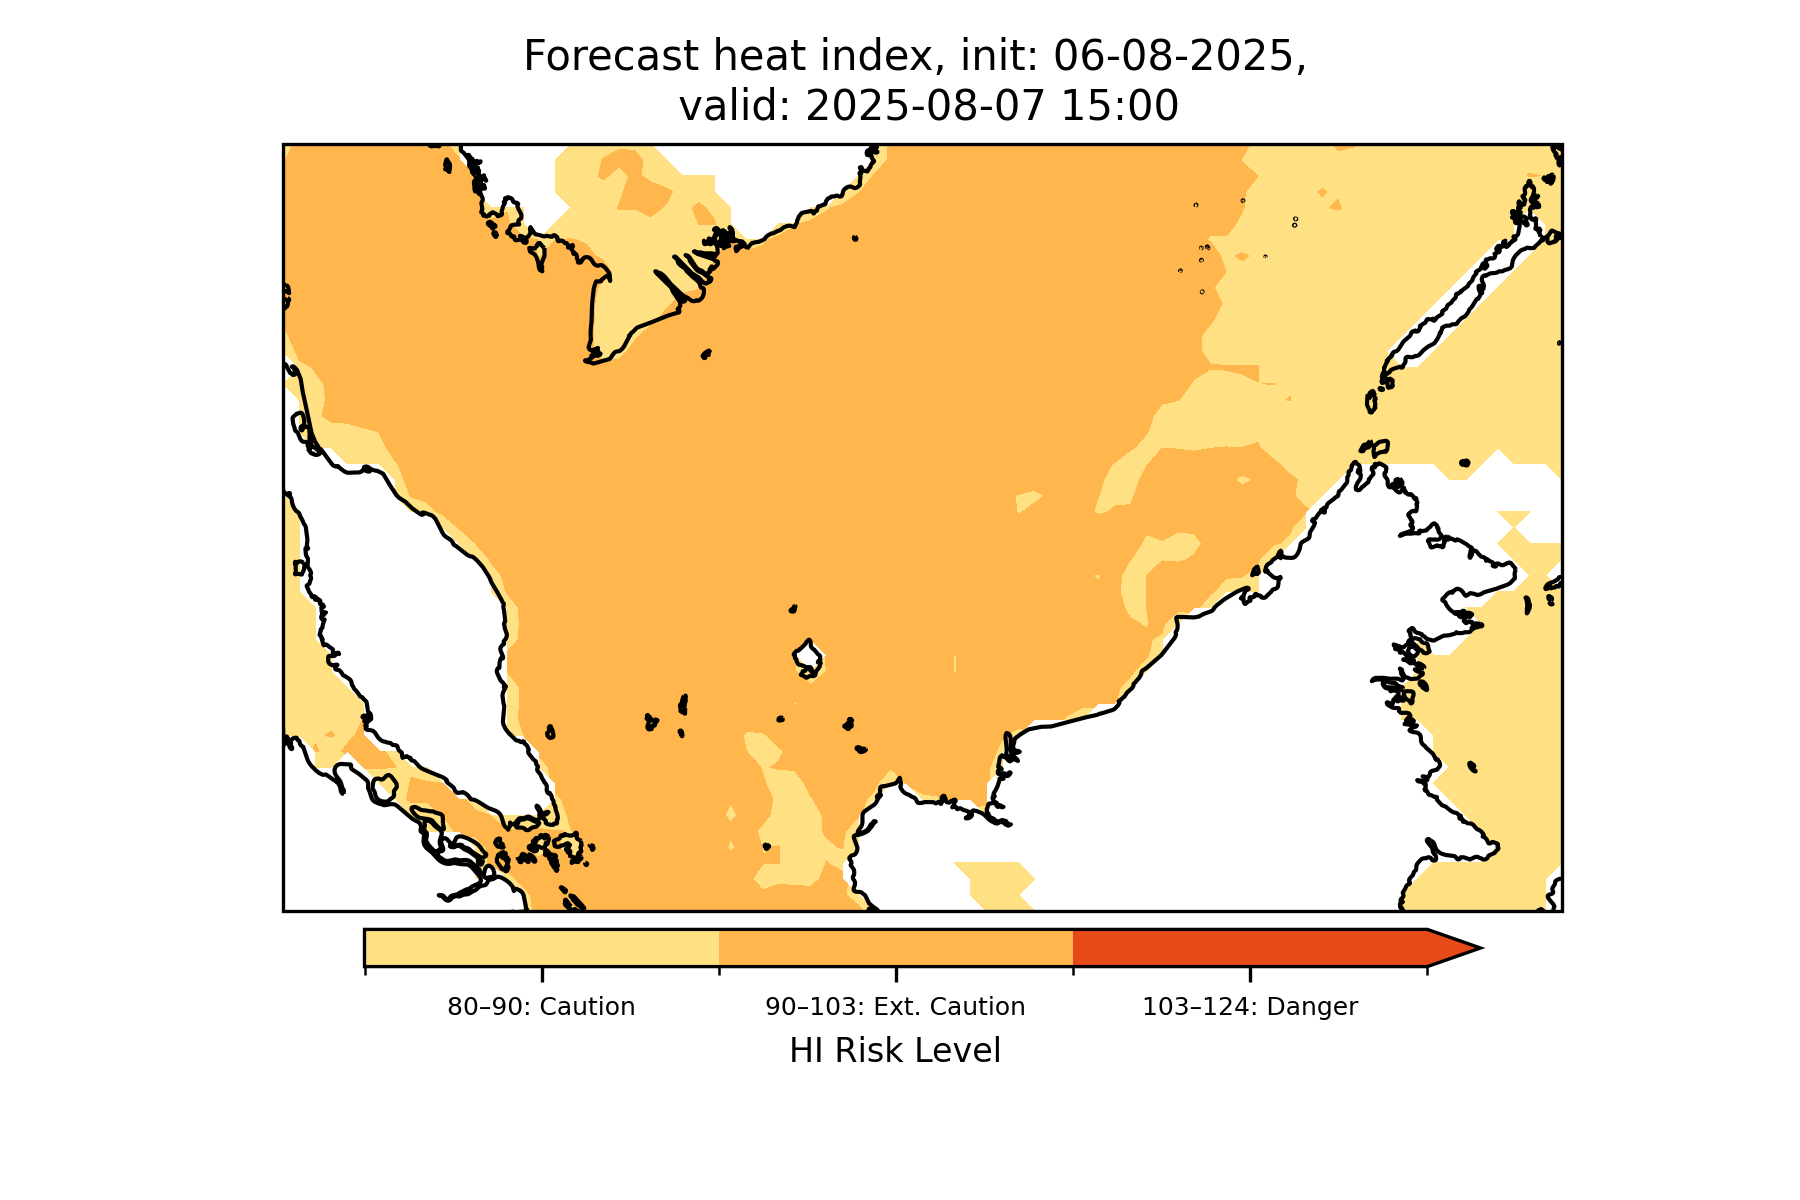 Forecast heat index, init: 06-08-2025,
valid: 2025-08-07 15:00
80–90: Caution
90–103: Ext. Caution
103–124: Danger
HI Risk Level